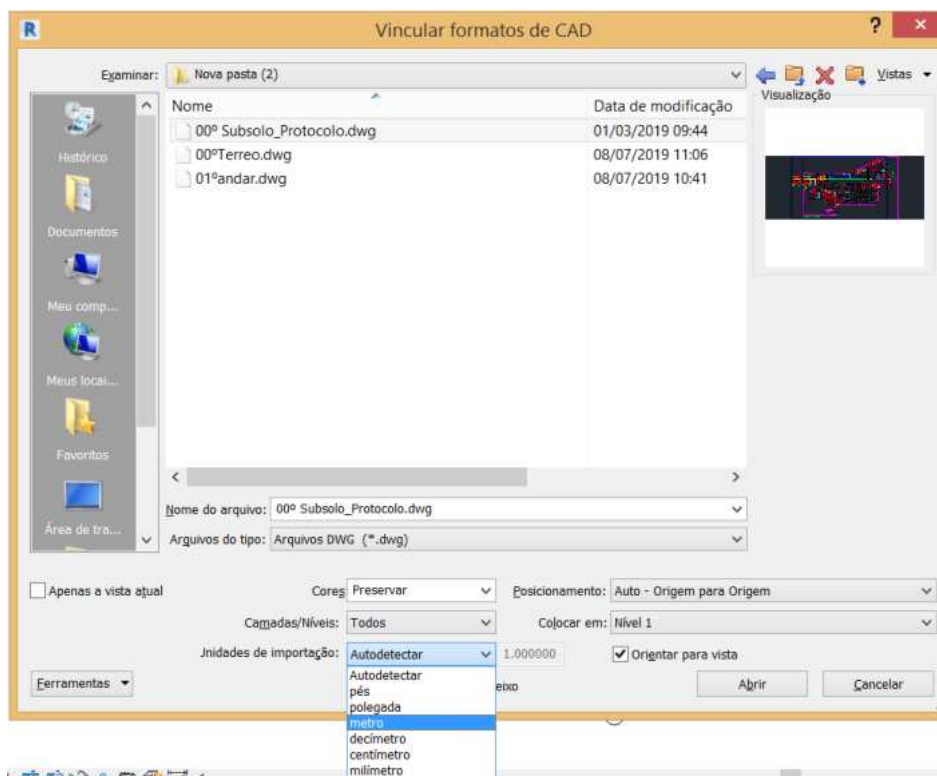 Vincular formatos de CAD
?
Examinar: Nova pasta (2)
Vistas
Visualização
Nome Data de modificação
00º Subsolo_Protocolo.dwg 01/03/2019 09:44
00ºTerreo.dwg 08/07/2019 11:06
01ºandar.dwg 08/07/2019 10:41
Histórico
Documentos
Meu comp...
Meus locai...
Favoritos
Área de tra...
Nome do arquivo: 00º Subsolo_Protocolo.dwg
Arquivos do tipo: Arquivos DWG (*.dwg)
Apenas a vista atual
Cores Preservar
Posicionamento: Auto - Origem para Origem
Camadas/Níveis: Todos
Colocar em: Nível 1
Unidades de importação: Autodetectar 1.000000
Orientar para vista
Ferramentas
eixo
Abrir
Cancelar
Autodetectar
pés
polegada
metro
decímetro
centímetro
milímetro